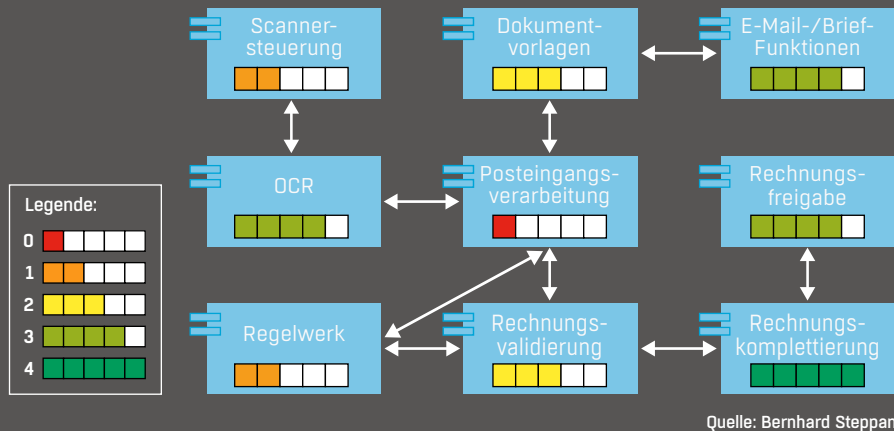 Scanner-
steuerung
Dokument-
vorlagen
E-Mail-/Brief-
Funktionen
OCR
Posteingangs-
verarbeitung
Rechnungs-
freigabe
Legende:
0
1
2
3
4
Regelwerk
Rechnungs-
validierung
Rechnungs-
komplettierung
Quelle: Bernhard Steppan